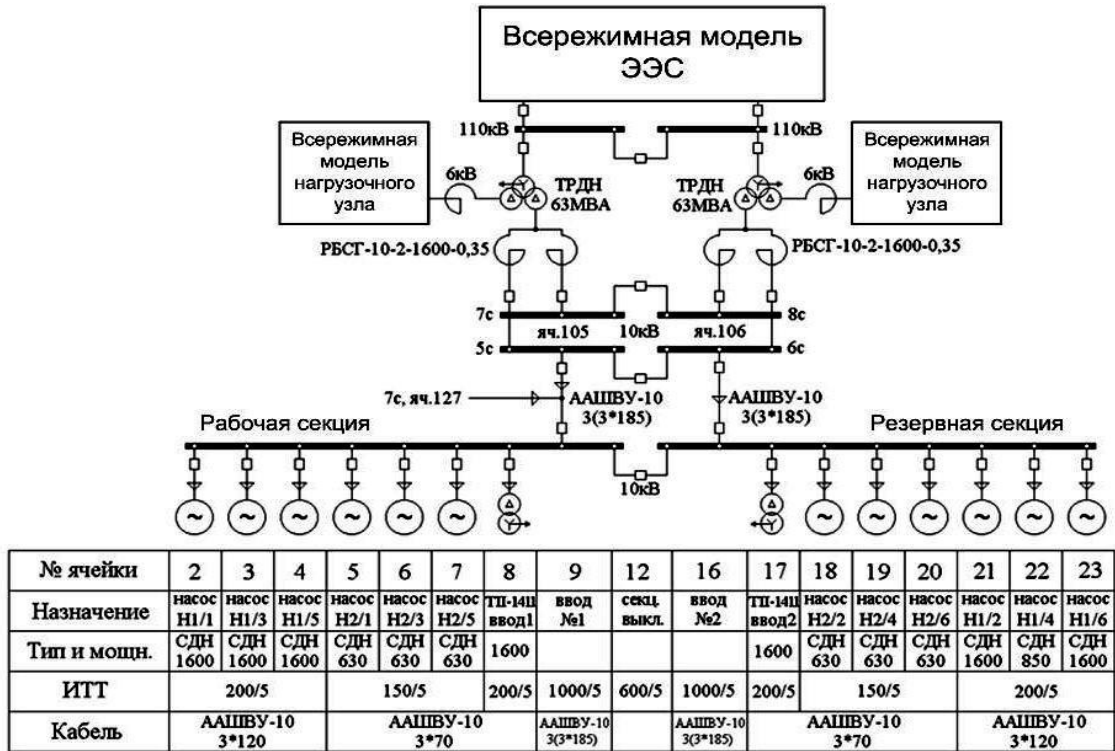 Всережимная модель
ЭЭС
110кВ
110кВ
Всережимная
модель
нагрузочного
узла
6кВ
ТРДН
63МВА
ТРДН
63МВА
6кВ
Всережимная
модель
нагрузочного
узла
РБСГ-10-2-1600-0,35
РБСГ-10-2-1600-0,35
7с
яч.105
10кВ
яч.106
8с
5с
6с
7с, яч.127
ААШВУ-10
3(3*185)
ААШВУ-10
3(3*185)
Рабочая секция
Резервная секция
10кВ
№ ячейки 2 3 4 5 6 7 8 9 12 16 17 18 19 20 21 22 23
Назначение насос Н1/1 насос Н1/3 насос Н1/5 насос Н2/1 насос Н2/3 насос Н2/5 ТП-14Ц ввод1 ввод №1 секц. выкл. ввод №2 ТП-14Ц ввод2 насос Н2/2 насос Н2/4 насос Н2/6 насос Н1/2 насос Н1/4 насос Н1/6
Тип и мощн. СДН 1600 СДН 1600 СДН 1600 СДН 630 СДН 630 СДН 630 1600 1600 СДН 630 СДН 630 СДН 630 СДН 1600 СДН 850 СДН 1600
ИТТ 200/5 150/5 200/5 1000/5 600/5 1000/5 200/5 150/5 200/5
Кабель ААШВУ-10 3*120 ААШВУ-10 3*70 ААШВУ-10 3(3*185) ААШВУ-10 3(3*185) ААШВУ-10 3*70 ААШВУ-10 3*120